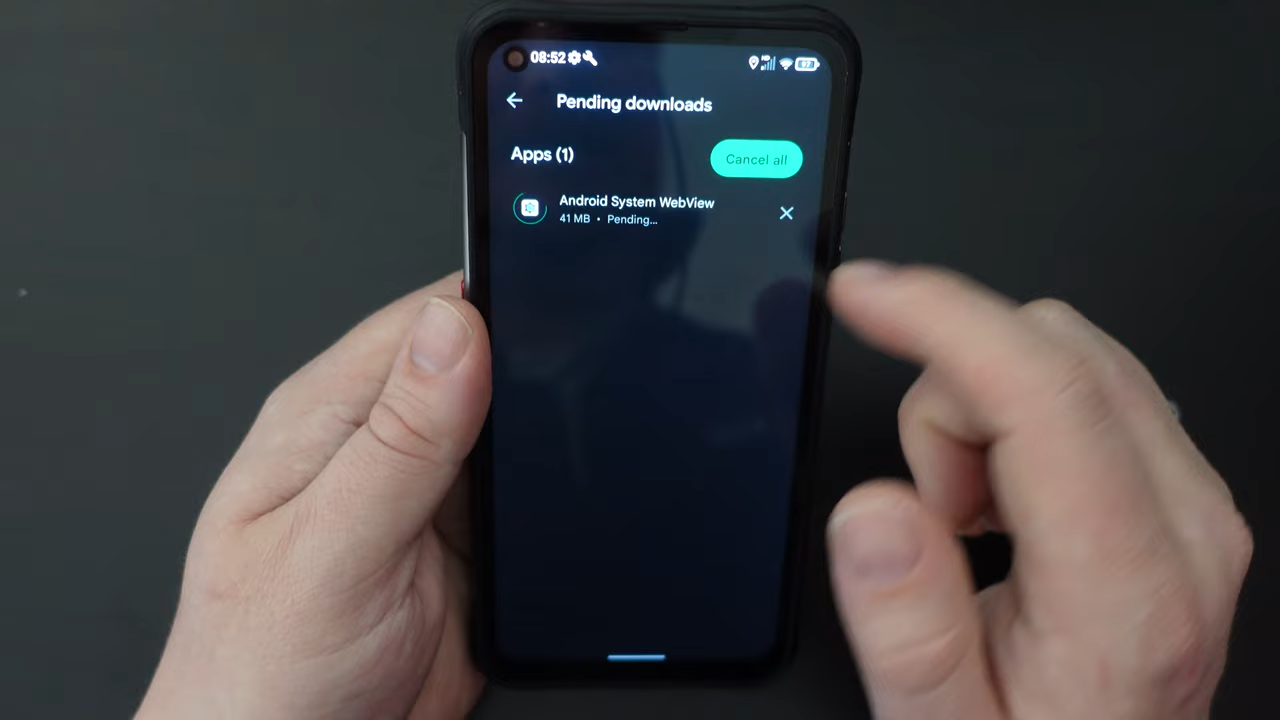 08:52
Pending downloads
Apps (1)
Cancel all
Android System WebView
41 MB • Pending...